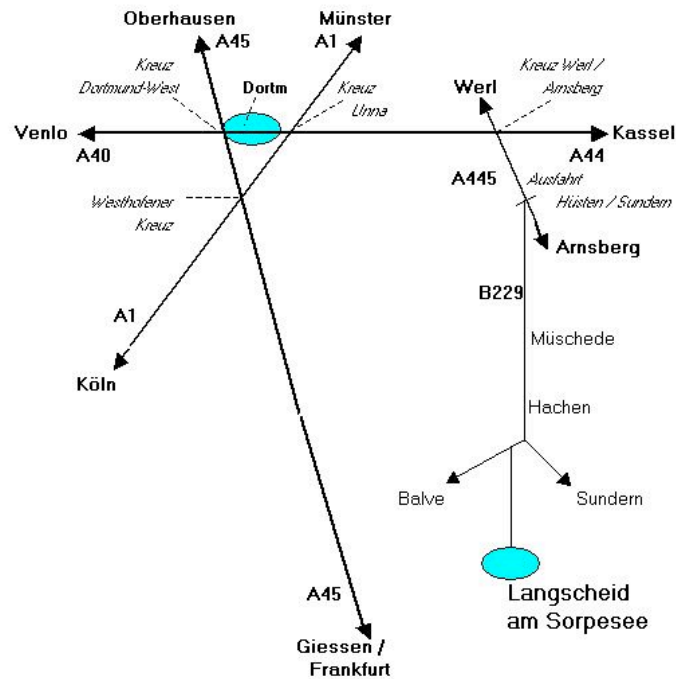 Oberhausen
A45
Münster
A1
Kreuz
Dortmund-West
Dortm
Kreuz
Unna
Werl
Kreuz Werl /
Arnsberg
Venlo
A40
Kassel
A44
A445
Ausfahrt
Hüsten / Sundern
Westhofener
Kreuz
Arnsberg
B229
A1
Müschede
Köln
Hachen
Balve
Sundern
A45
Langscheid
am Sorpesee
Giessen /
Frankfurt